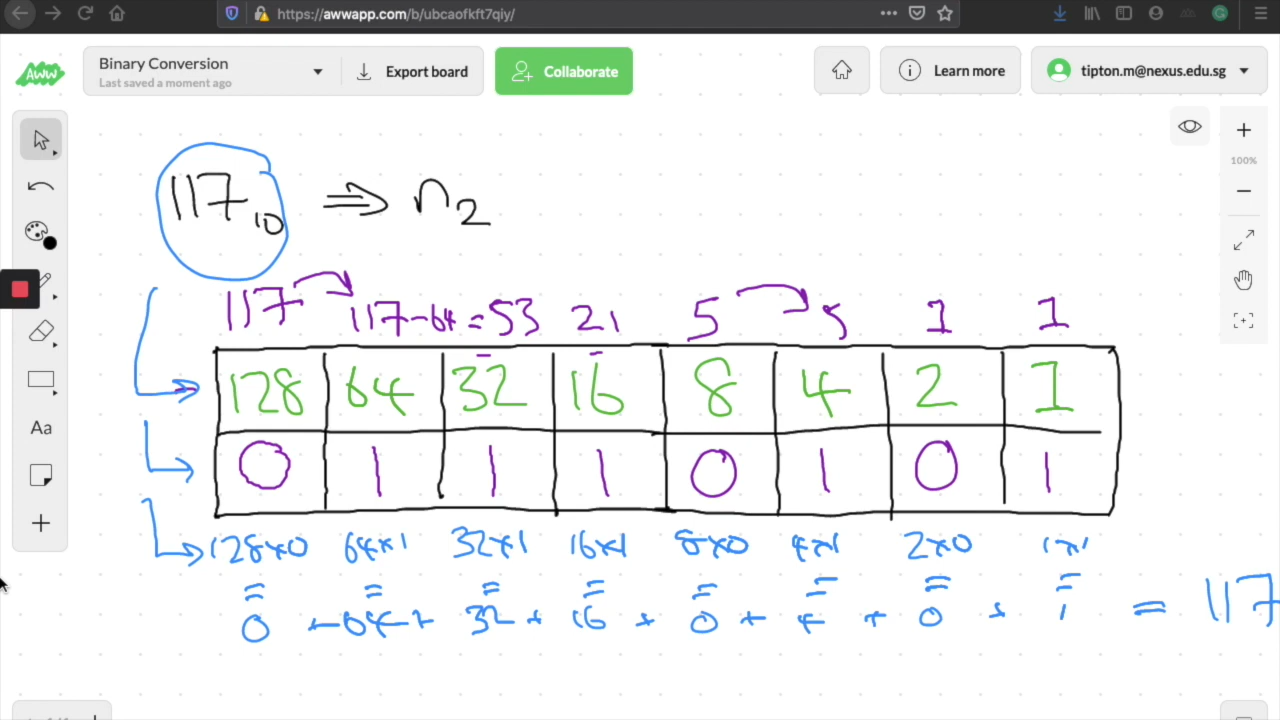 https://awwapp.com/b/ubcaofkft7qiy/
AWW Binary Conversion Export board Collaborate Learn more tipton.m@nexus.edu.sg
Last saved a moment ago
100%
117₁₀ ⇒ n₂
117 117-64=53 21 5 5 1 1
128 64 32 16 8 4 2 1
0 1 1 1 0 1 0 1
128×0 64×1 32×1 16×1 8×0 4×1 2×0 1×1
= = = = = = = =
0 + 64 + 32 + 16 + 0 + 4 + 0 + 1 = 117
Aa